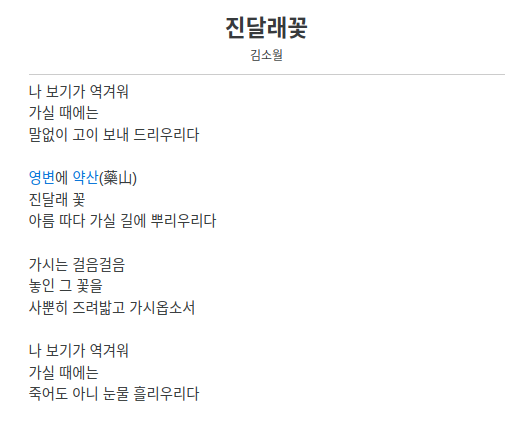 진달래꽃
김소월
나 보기가 역겨워
가실 때에는
말없이 고이 보내 드리우리다
영변에 약산(藥山)
진달래 꽃
아름 따다 가실 길에 뿌리우리다
가시는 걸음걸음
놓인 그 꽃을
사뿐히 즈려밟고 가시옵소서
나 보기가 역겨워
가실 때에는
죽어도 아니 눈물 흘리우리다